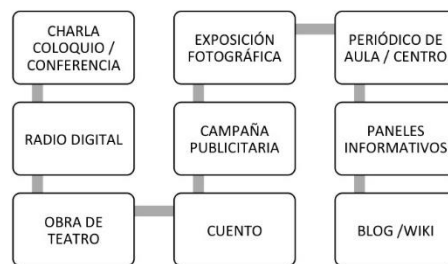 CHARLA
COLOQUIO /
CONFERENCIA
RADIO DIGITAL
OBRA DE
TEATRO
CUENTO
CAMPAÑA
PUBLICITARIA
EXPOSICIÓN
FOTOGRÁFICA
PERIÓDICO DE
AULA / CENTRO
PANELES
INFORMATIVOS
BLOG /WIKI